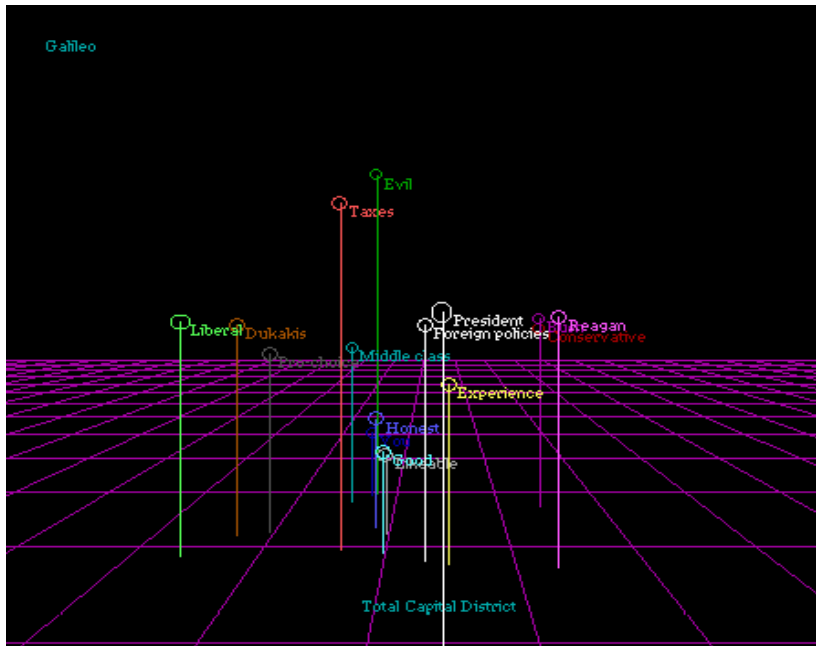 Galileo
Evil
Taxes
President
Liberal
Dukakis
Foreign policies
Reagan
Conservative
Pro-choice
Middle class
Experience
Honest
Good
Likeable
Total Capital District